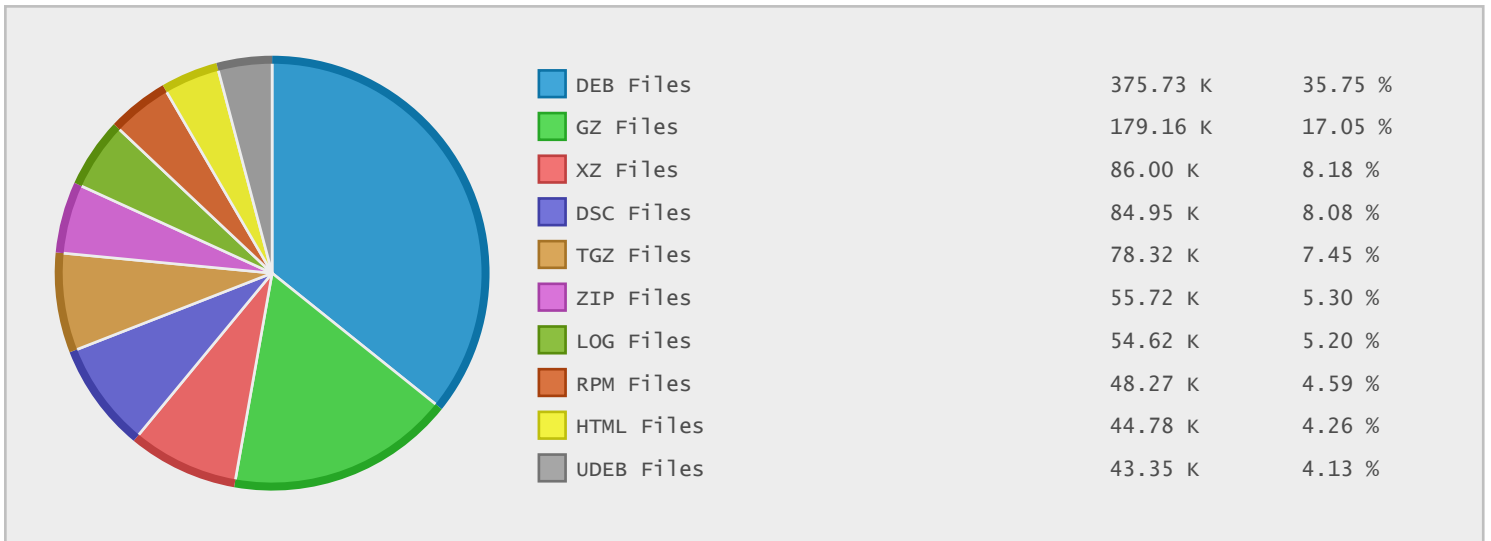 DEB Files 375.73 K 35.75 %
GZ Files 179.16 K 17.05 %
XZ Files 86.00 K 8.18 %
DSC Files 84.95 K 8.08 %
TGZ Files 78.32 K 7.45 %
ZIP Files 55.72 K 5.30 %
LOG Files 54.62 K 5.20 %
RPM Files 48.27 K 4.59 %
HTML Files 44.78 K 4.26 %
UDEB Files 43.35 K 4.13 %